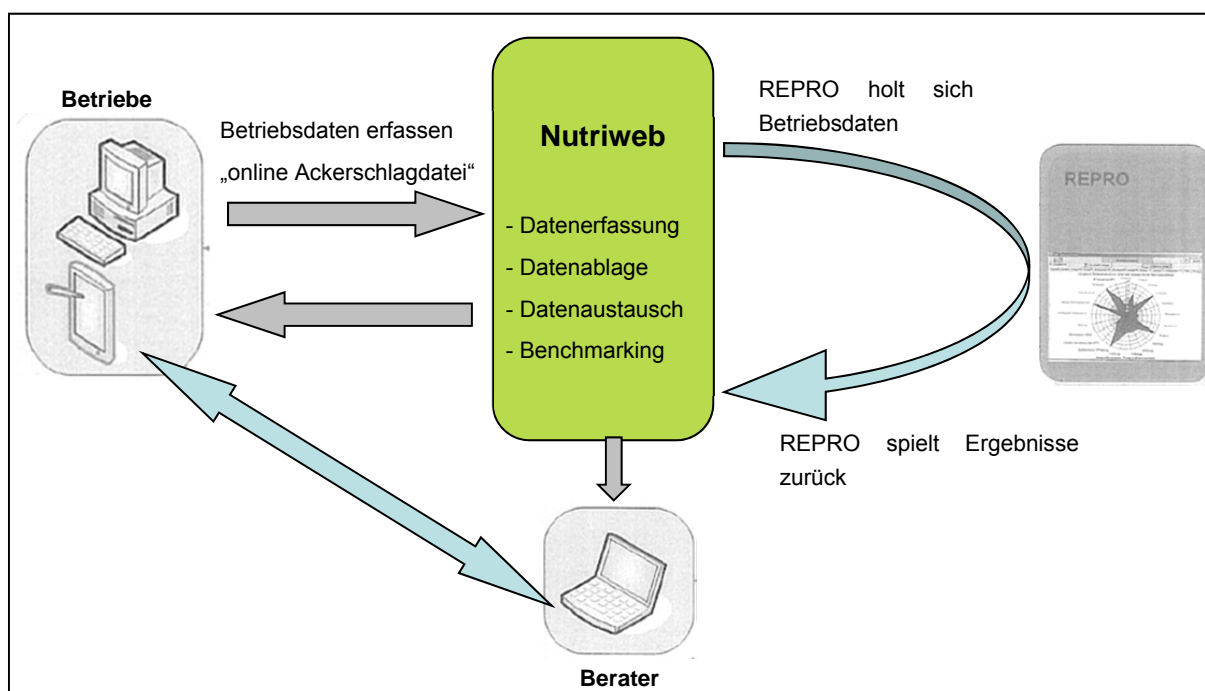 Betriebe
Betriebsdaten erfassen
„online Ackerschlagdatei“
Nutriweb
- Datenerfassung
- Datenablage
- Datenaustausch
- Benchmarking
REPRO holt sich
Betriebsdaten
REPRO
REPRO spielt Ergebnisse
zurück
Berater